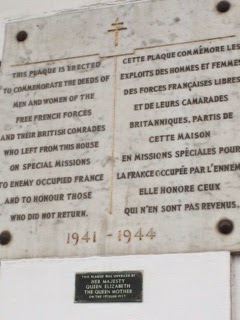 THIS PLAQUE IS ERECTED
TO COMMEMORATE THE DEEDS OF
MEN AND WOMEN OF THE
FREE FRENCH FORCES
AND THEIR BRITISH COMRADES
WHO LEFT FROM THIS HOUSE
ON SPECIAL MISSIONS
TO ENEMY OCCUPIED FRANCE
AND TO HONOUR THOSE
WHO DID NOT RETURN.
CETTE PLAQUE COMMÉMORE LES
EXPLOITS DES HOMMES ET FEMMES
DES FORCES FRANÇAISES LIBRES
ET DE LEURS CAMARADES
BRITANNIQUES, PARTIS DE
CETTE MAISON
EN MISSIONS SPÉCIALES POUR
LA FRANCE OCCUPÉE PAR L'ENNEMI
ELLE HONORE CEUX
QUI N'EN SONT PAS REVENUS.
1941 - 1944
THIS PLAQUE WAS UNVEILED BY
HER MAJESTY
QUEEN ELIZABETH
THE QUEEN MOTHER
ON THE